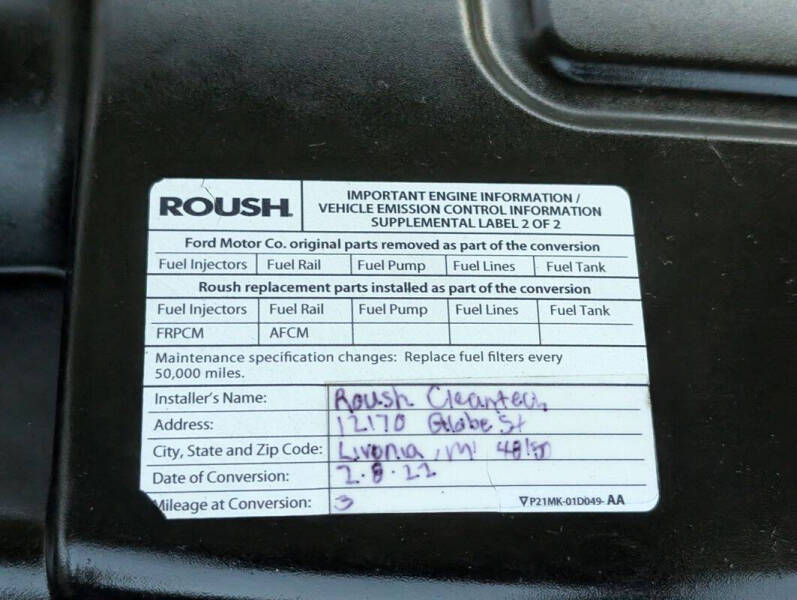 ROUSH
IMPORTANT ENGINE INFORMATION /
VEHICLE EMISSION CONTROL INFORMATION
SUPPLEMENTAL LABEL 2 OF 2
Ford Motor Co. original parts removed as part of the conversion
Fuel Injectors Fuel Rail Fuel Pump Fuel Lines Fuel Tank
Roush replacement parts installed as part of the conversion
Fuel Injectors Fuel Rail Fuel Pump Fuel Lines Fuel Tank
FRPCM AFCM
Maintenance specification changes: Replace fuel filters every
50,000 miles.
Installer's Name: Roush Cleantech
Address: 12170 Globe St
City, State and Zip Code: Livonia, MI 48150
Date of Conversion: 2.8.22
Mileage at Conversion: 3
P21MK-01D049-AA